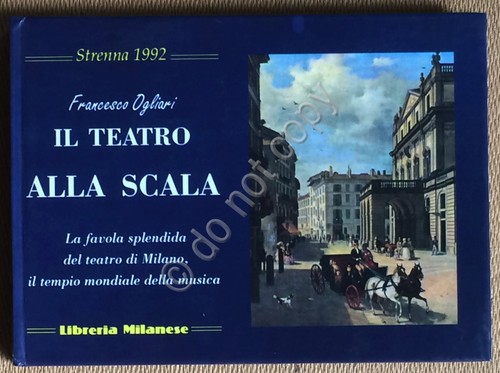 Strenna 1992
Francesco Ogliari
IL TEATRO
ALLA SCALA
La favola splendida
del teatro di Milano,
il tempio mondiale della musica
Libreria Milanese
© do not copy